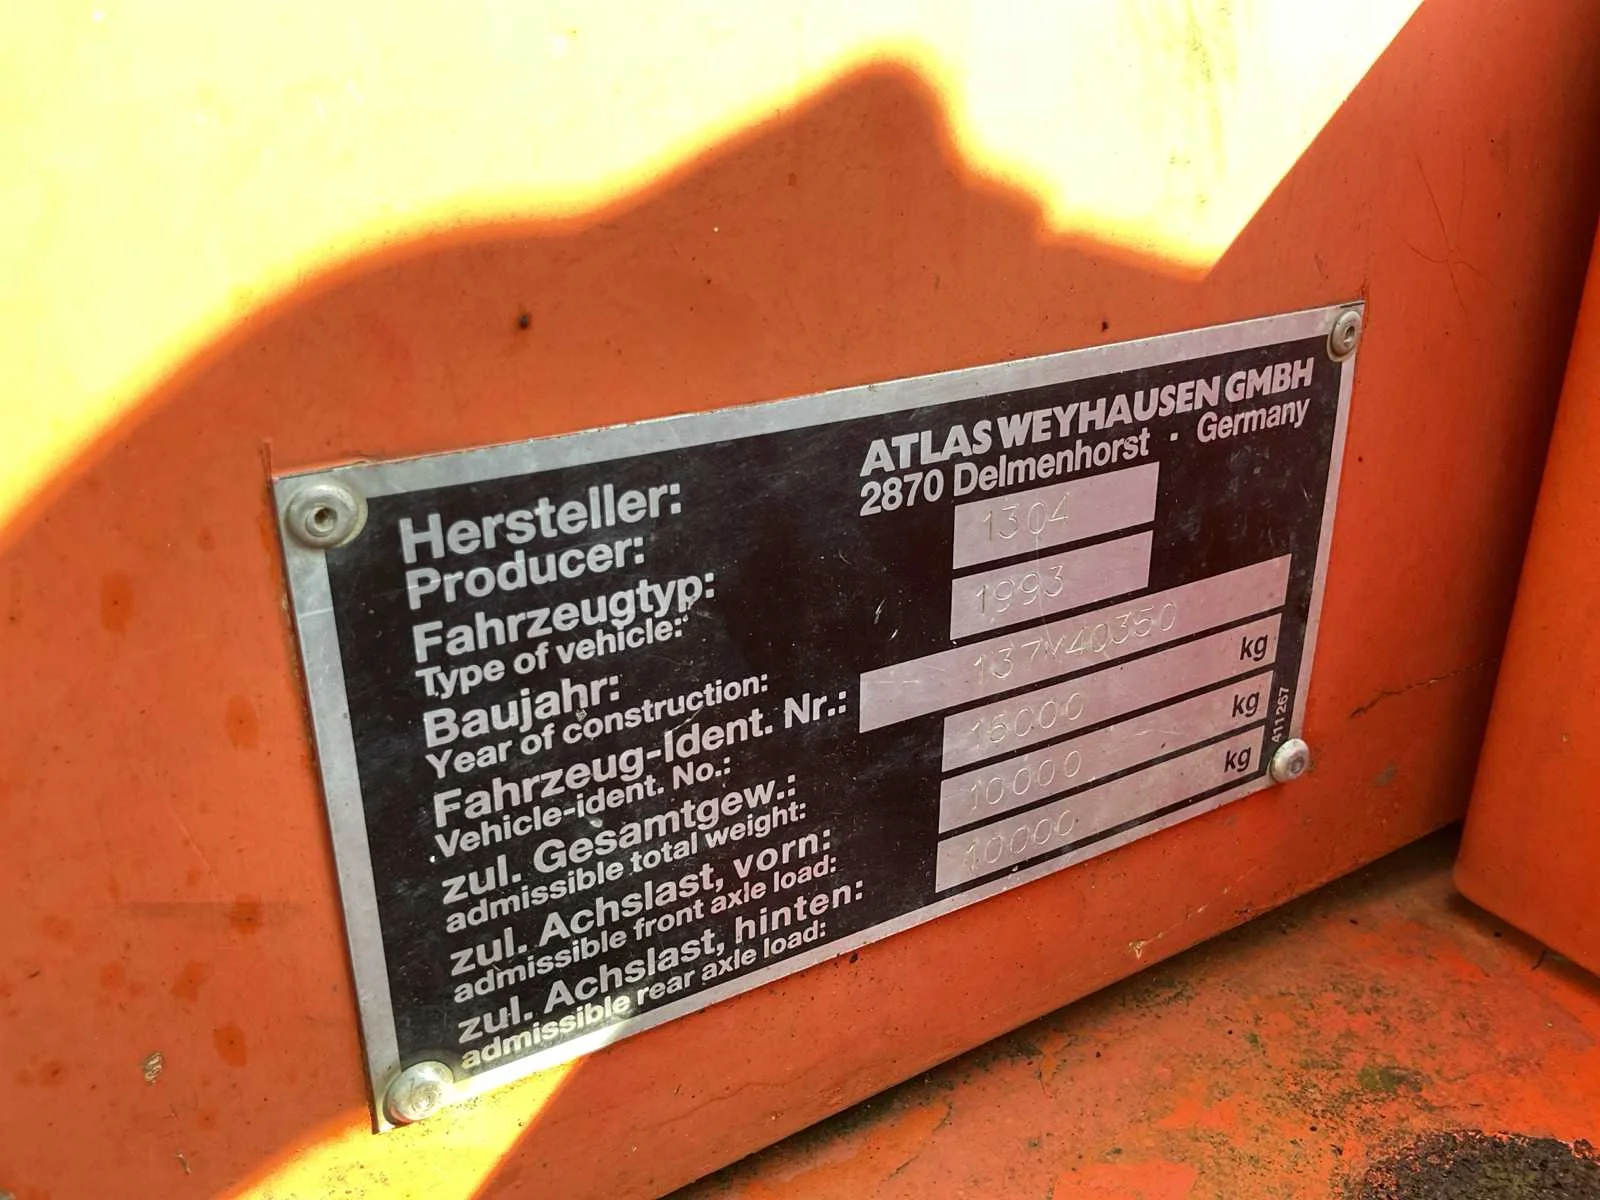 ATLAS WEYHAUSEN GMBH
2870 Delmenhorst · Germany
Hersteller:
Producer:
Fahrzeugtyp: 1304
Type of vehicle:
Baujahr: 1993
Year of construction:
Fahrzeug-Ident. Nr.: 137M40350
Vehicle-ident. No.:
zul. Gesamtgew.: 16000 kg
admissible total weight:
zul. Achslast, vorn: 10000 kg
admissible front axle load:
zul. Achslast, hinten: 10000 kg
admissible rear axle load:
411267